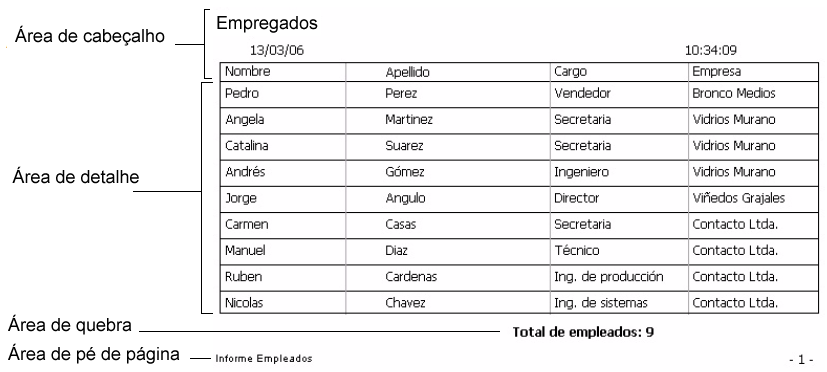 Empregados
Área de cabeçalho
13/03/06 10:34:09
Nombre Apellido Cargo Empresa
Pedro Perez Vendedor Bronco Medios
Angela Martinez Secretaria Vidrios Murano
Catalina Suarez Secretaria Vidrios Murano
Área de detalhe
Andrés Gómez Ingeniero Vidrios Murano
Jorge Angulo Director Viñedos Grajales
Carmen Casas Secretaria Contacto Ltda.
Manuel Diaz Técnico Contacto Ltda.
Ruben Cardenas Ing. de producción Contacto Ltda.
Nicolas Chavez Ing. de sistemas Contacto Ltda.
Área de quebra
Total de empleados: 9
Área de pé de página
Informe Empleados - 1 -